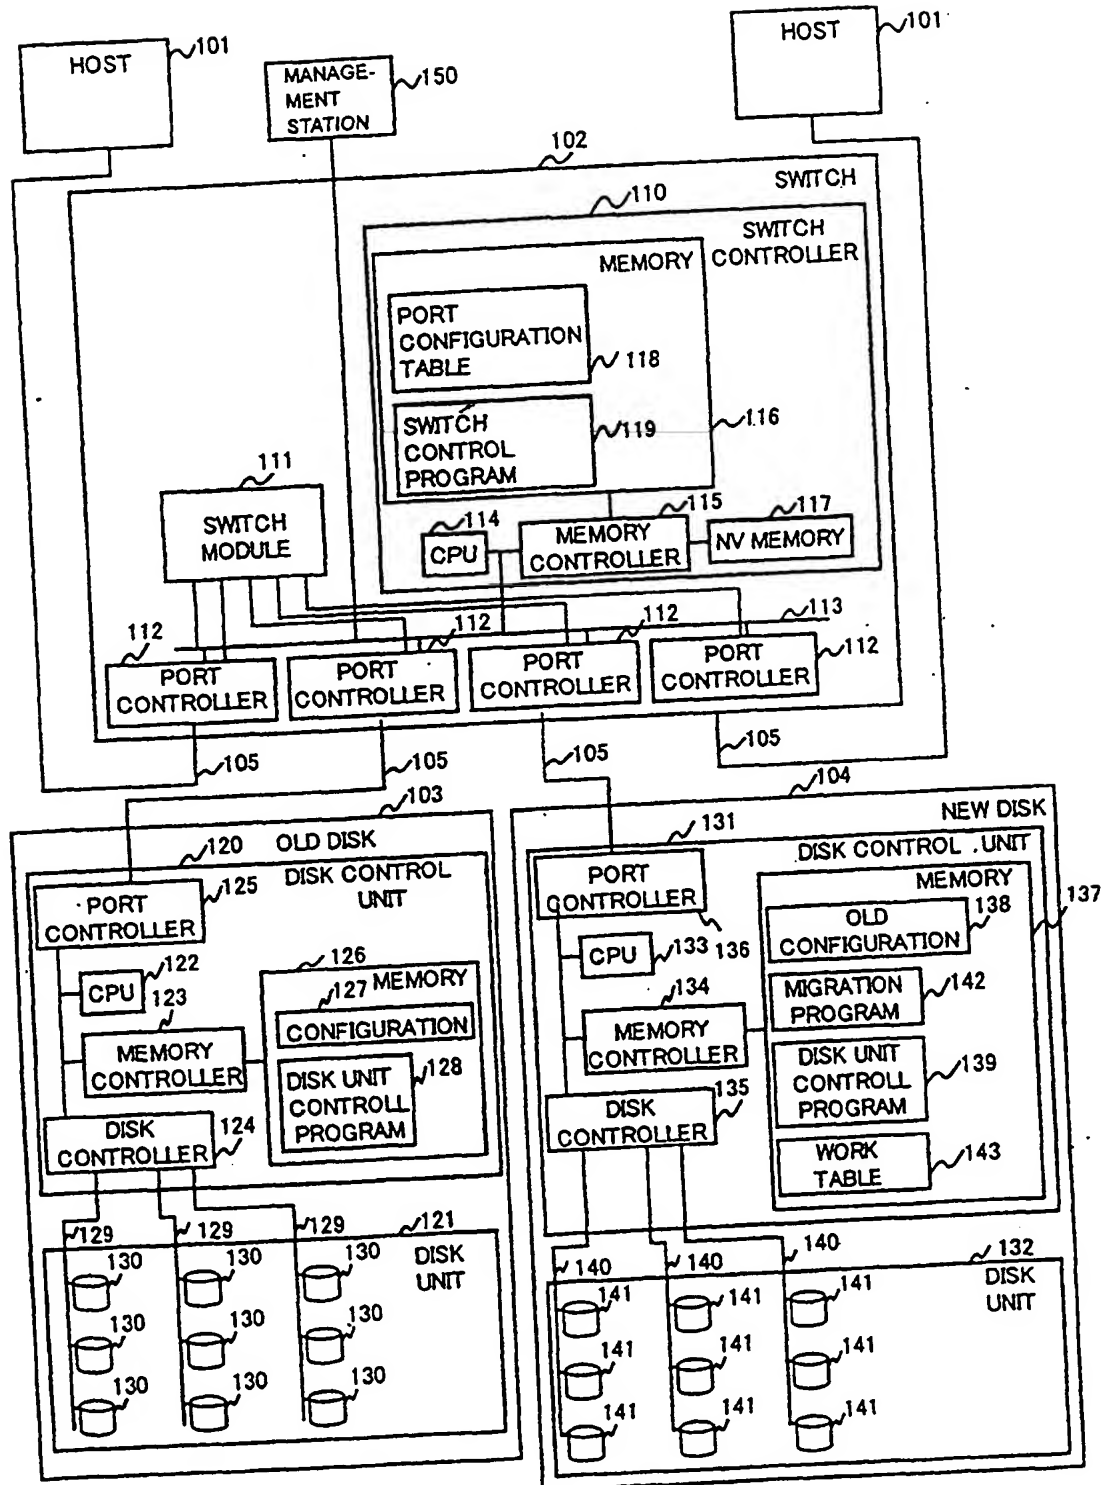 HOST
101
MANAGE-
MENT
STATION
150
HOST
101
102
SWITCH
110
SWITCH
CONTROLLER
MEMORY
PORT
CONFIGURATION
TABLE
118
SWITCH
CONTROL
PROGRAM
119
116
111
SWITCH
MODULE
114
CPU
115
MEMORY
CONTROLLER
117
NV MEMORY
113
112
PORT
CONTROLLER
112
PORT
CONTROLLER
112
PORT
CONTROLLER
112
PORT
CONTROLLER
105
105
105
105
103
OLD DISK
120
DISK CONTROL
UNIT
125
PORT
CONTROLLER
122
CPU
123
MEMORY
CONTROLLER
126
MEMORY
127
CONFIGURATION
128
DISK UNIT
CONTROLL
PROGRAM
124
DISK
CONTROLLER
129
129
129
121
DISK
UNIT
130
130
130
130
130
130
130
130
130
104
NEW DISK
131
DISK CONTROL . UNIT
PORT
CONTROLLER
136
MEMORY
137
138
OLD
CONFIGURATION
CPU
133
134
MEMORY
CONTROLLER
MIGRATION
PROGRAM
142
DISK UNIT
CONTROLL
PROGRAM
139
135
DISK
CONTROLLER
WORK
TABLE
143
140
140
140
132
DISK
UNIT
141
141
141
141
141
141
141
141
141